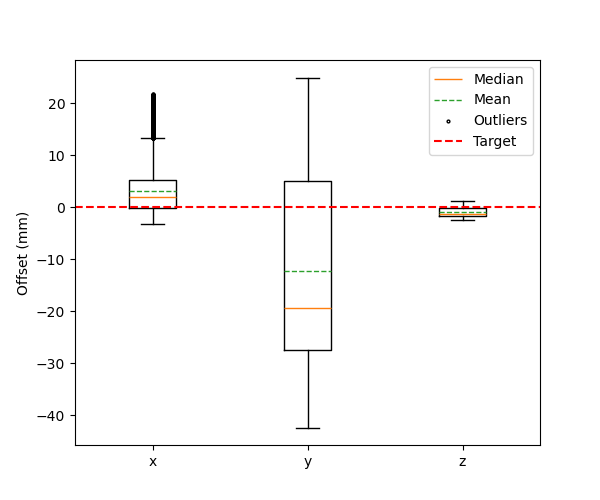 Median
Mean
Outliers
Target
20
10
0
−10
−20
−30
−40
Offset (mm)
x
y
z